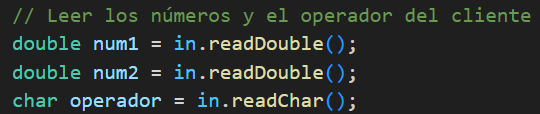 // Leer los números y el operador del cliente
double num1 = in.readDouble();
double num2 = in.readDouble();
char operador = in.readChar();